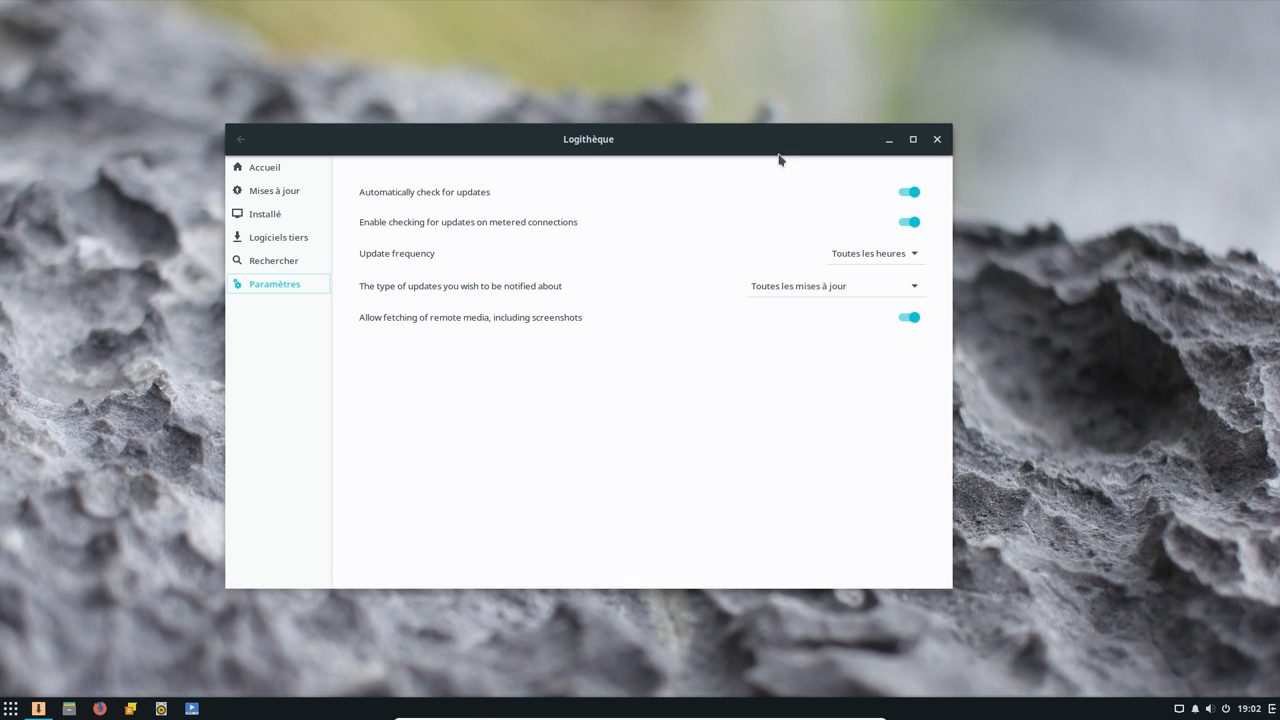 Logithèque
Accueil
Mises à jour
Installé
Logiciels tiers
Rechercher
Paramètres
Automatically check for updates
Enable checking for updates on metered connections
Update frequency
Toutes les heures
The type of updates you wish to be notified about
Toutes les mises à jour
Allow fetching of remote media, including screenshots
19:02